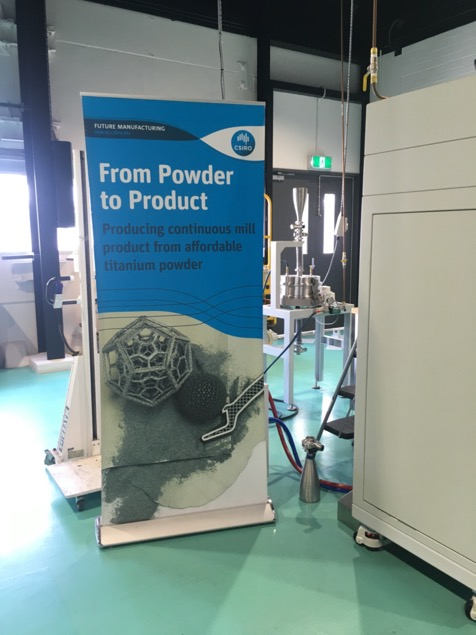 FUTURE MANUFACTURING
CSIRO
From Powder
to Product
Producing continuous mill
product from affordable
titanium powder